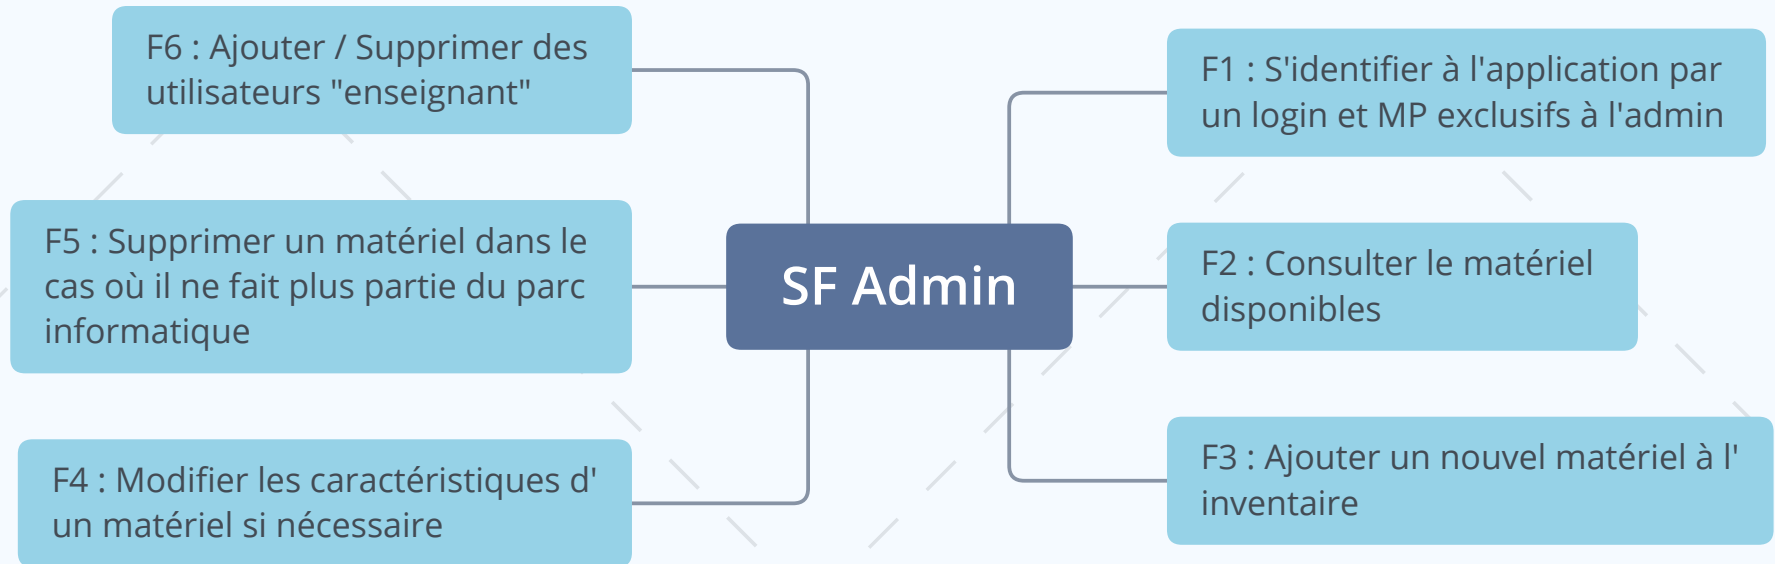 F6 : Ajouter / Supprimer des
utilisateurs "enseignant"
F5 : Supprimer un matériel dans le
cas où il ne fait plus partie du parc
informatique
F4 : Modifier les caractéristiques d'
un matériel si nécessaire
SF Admin
F1 : S'identifier à l'application par
un login et MP exclusifs à l'admin
F2 : Consulter le matériel
disponibles
F3 : Ajouter un nouvel matériel à l'
inventaire